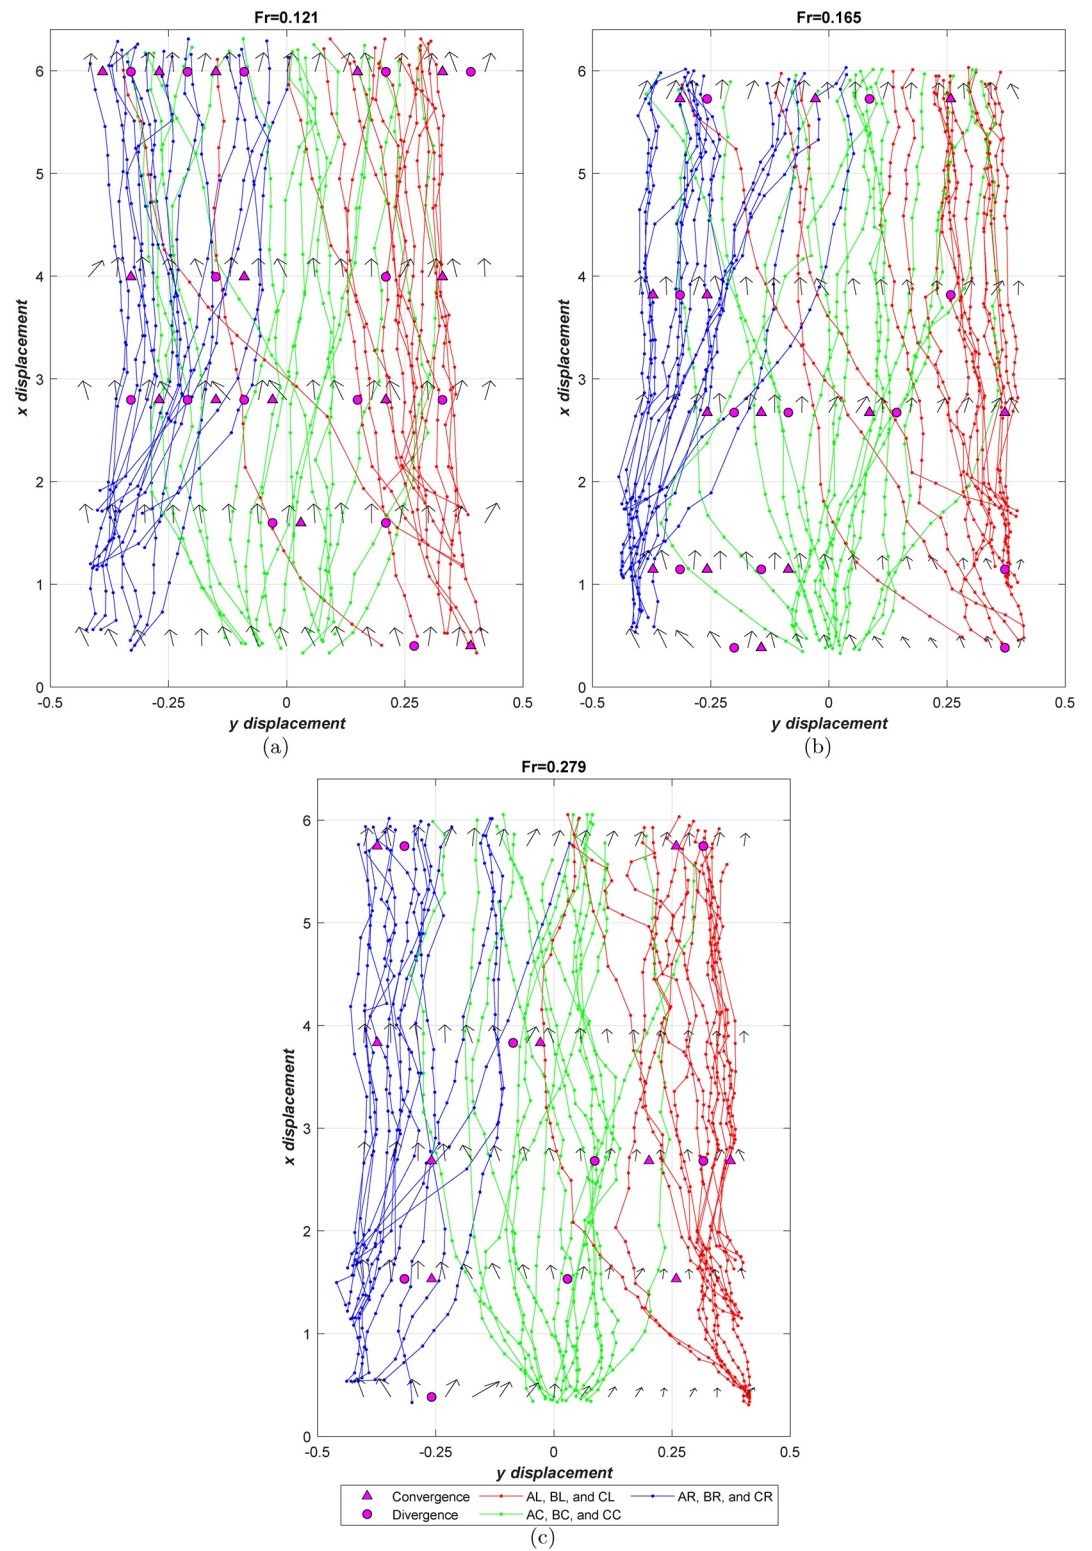 Fr=0.121
Fr=0.165
6
5
4
3
2
1
0
x displacement
-0.5
-0.25
0
0.25
0.5
y displacement
(a)
6
5
4
3
2
1
0
x displacement
-0.5
-0.25
0
0.25
0.5
y displacement
(b)
Fr=0.279
6
5
4
3
2
1
0
x displacement
-0.5
-0.25
0
0.25
0.5
y displacement
Convergence
AL, BL, and CL
AR, BR, and CR
Divergence
AC, BC, and CC
(c)